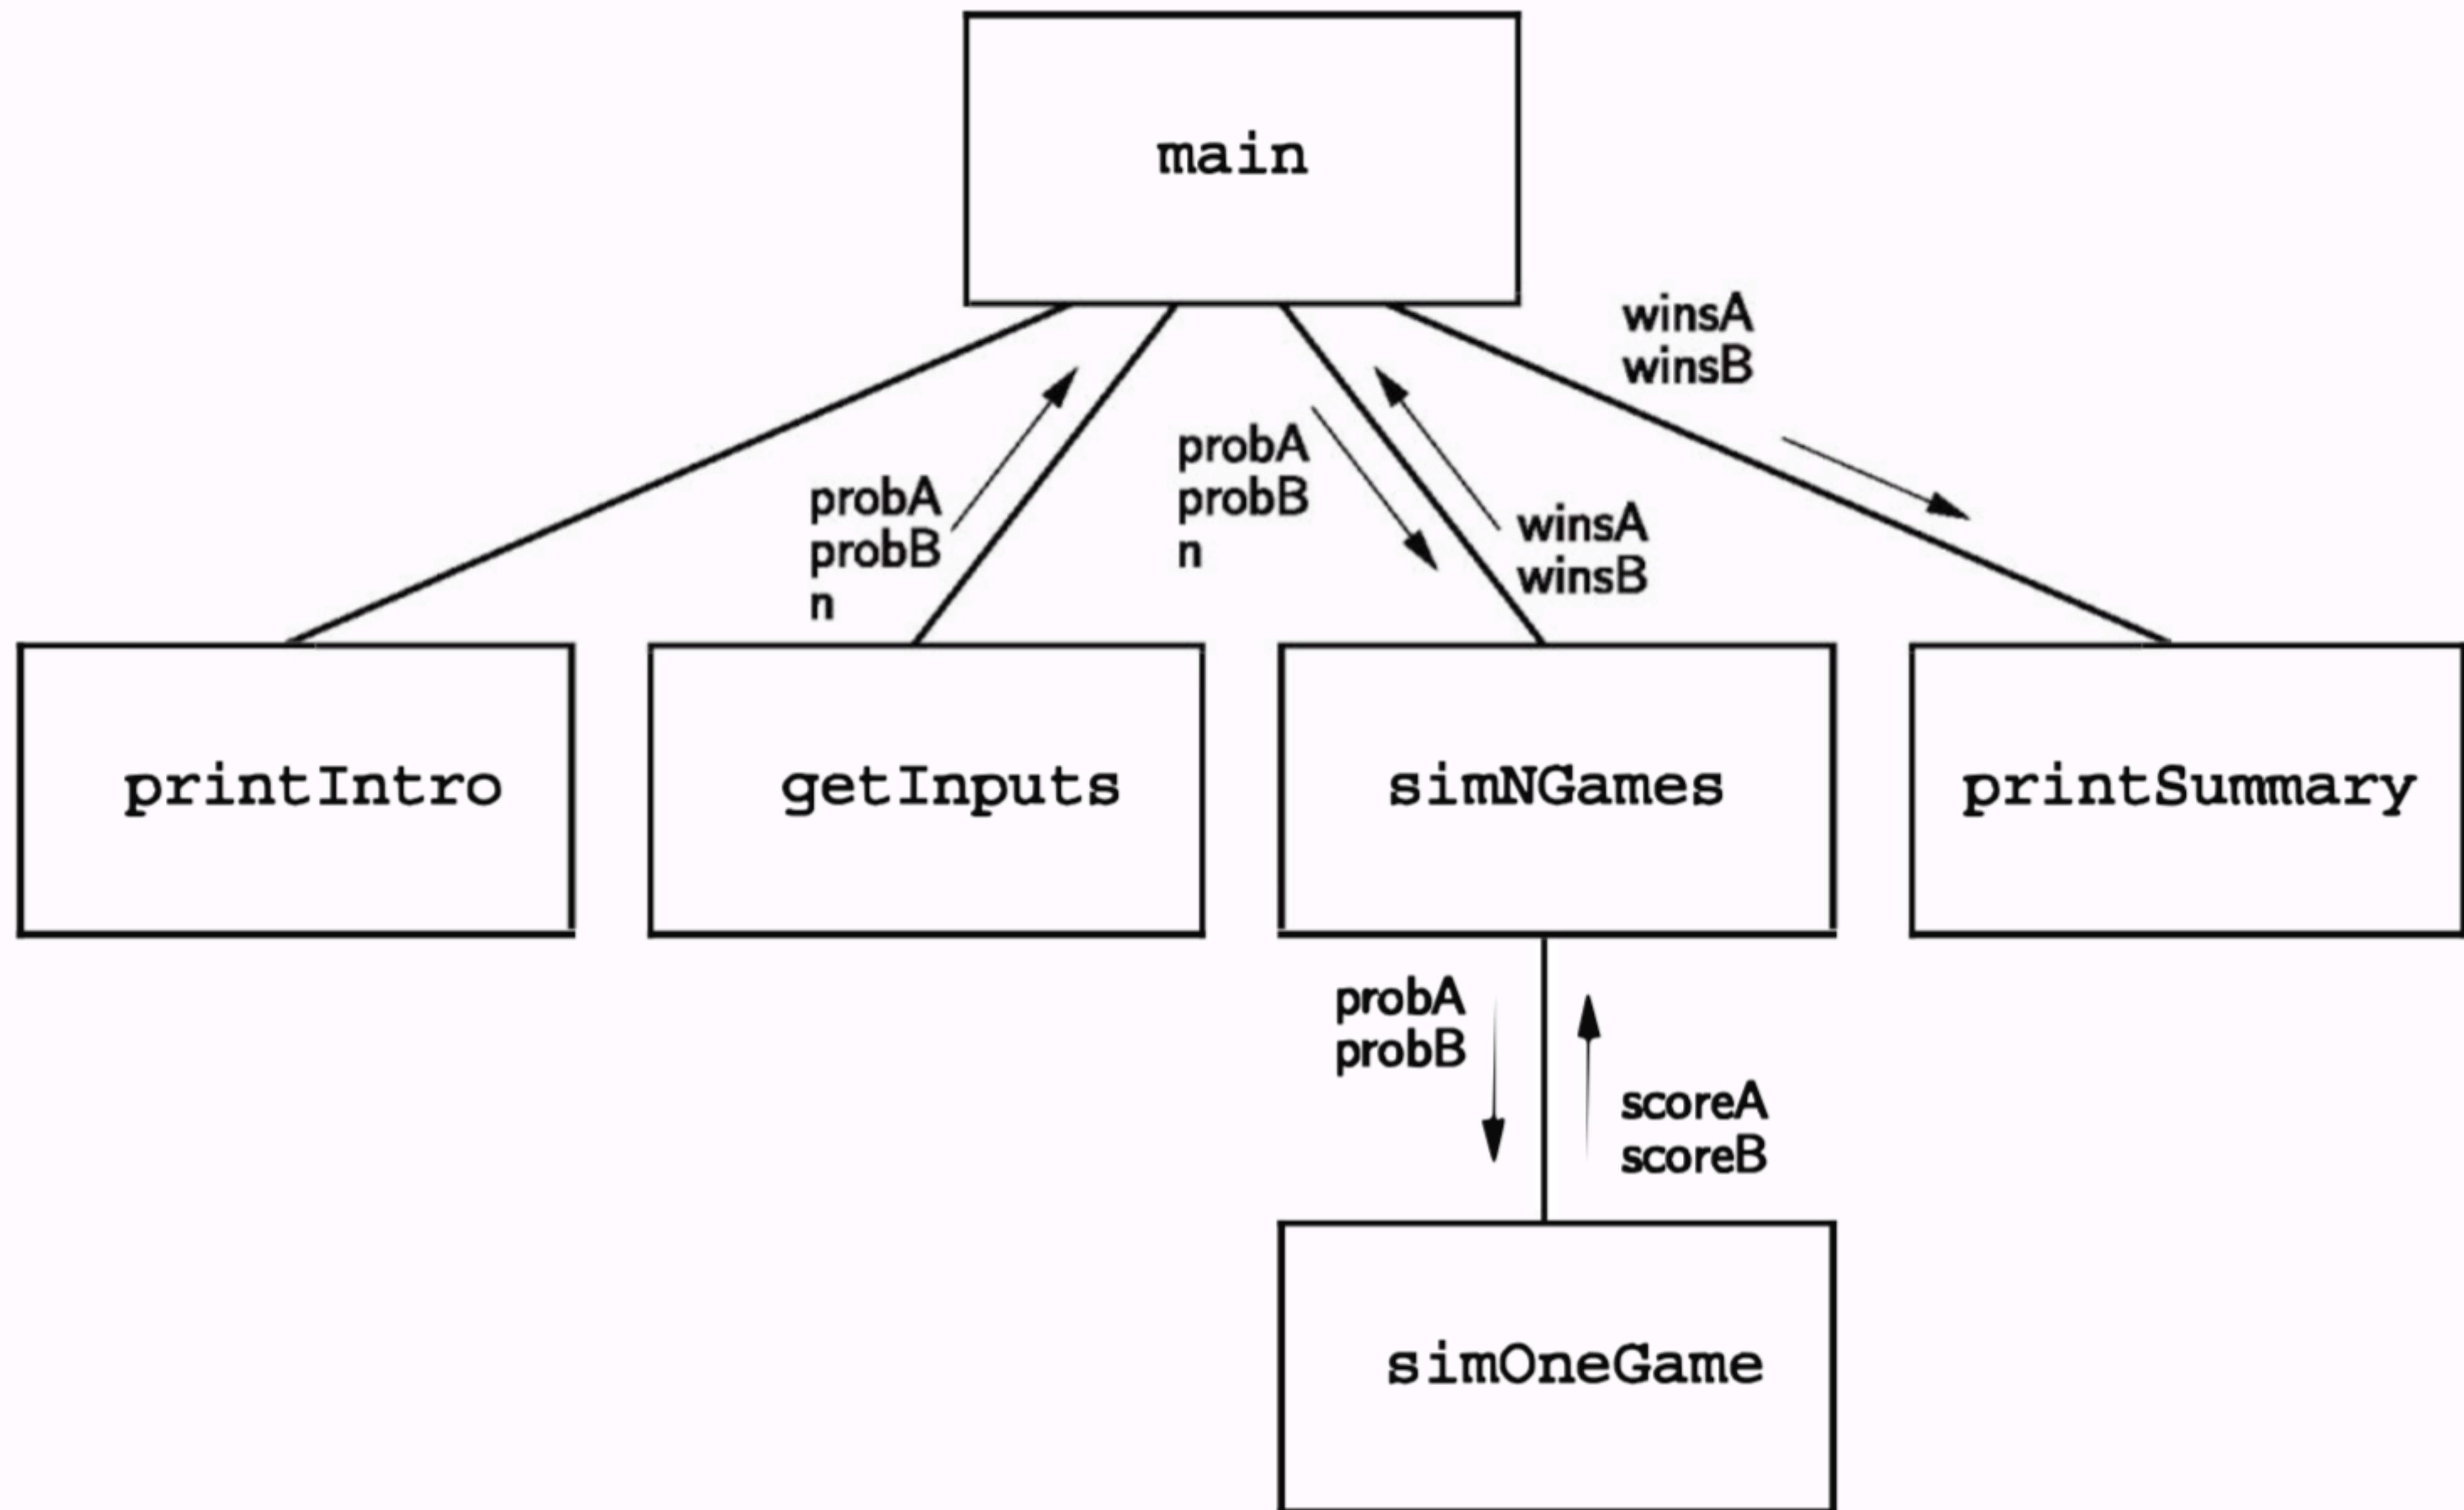 main
winsA
winsB
probA
probB
n
probA
probB
n
winsA
winsB
printIntro
getInputs
simNGames
printSummary
probA
probB
scoreA
scoreB
simOneGame